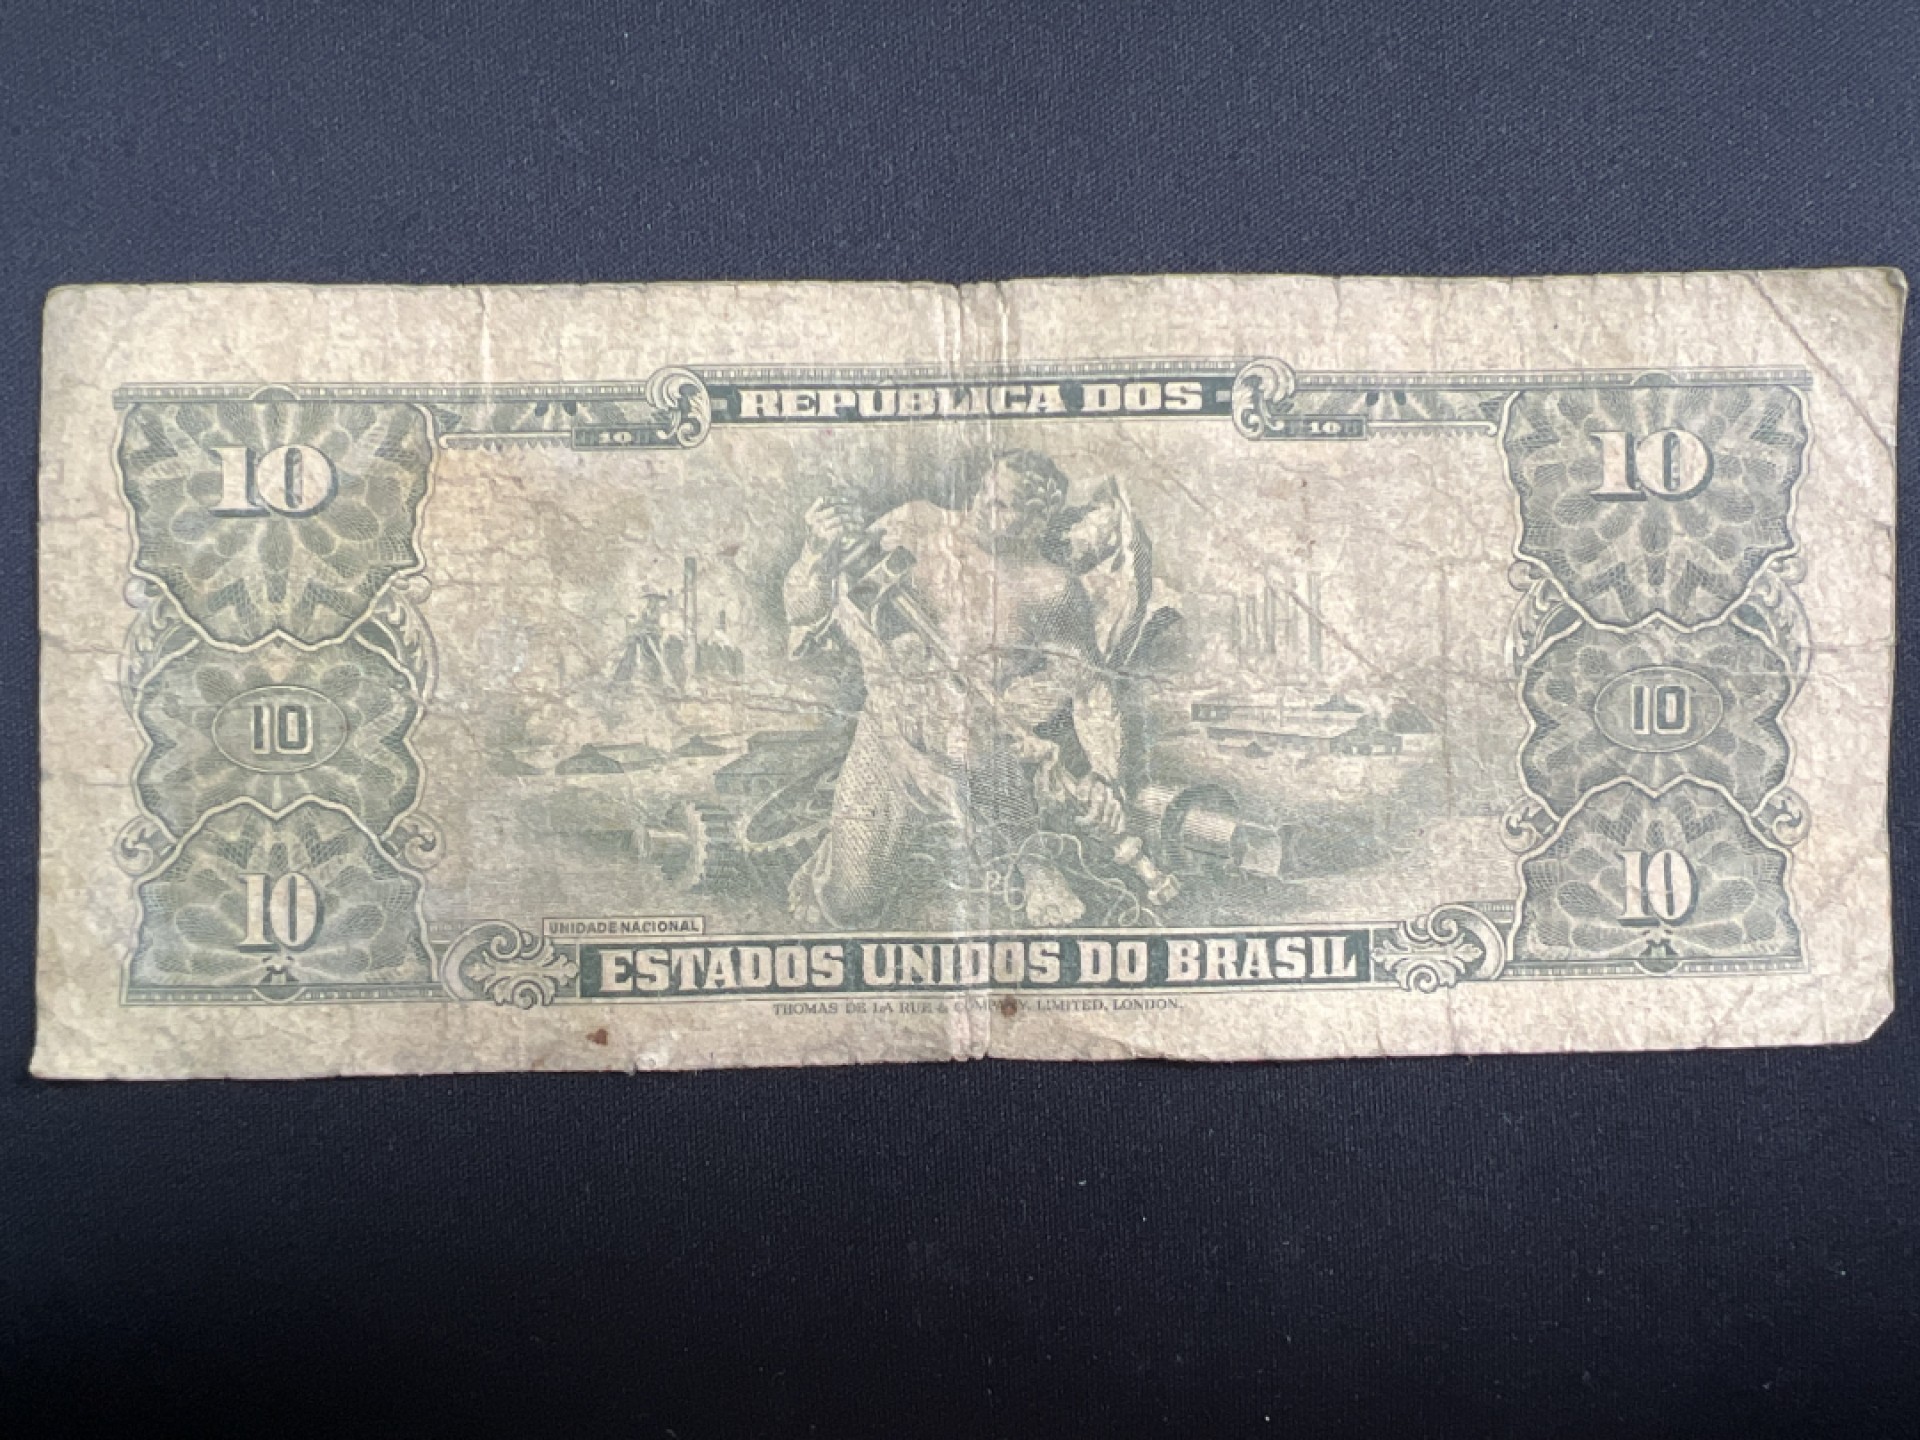 REPÚBLICA DOS
10 10
10 10
10 10
10 10
UNIDADE NACIONAL
ESTADOS UNIDOS DO BRASIL
THOMAS DE LA RUE & COMPANY, LIMITED, LONDON.